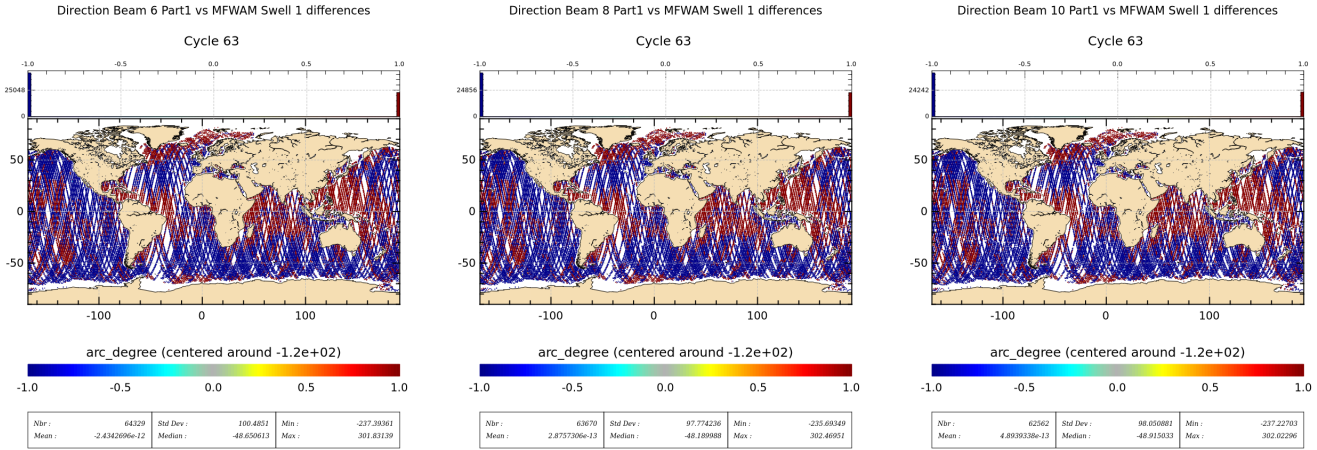 Direction Beam 6 Part1 vs MFWAM Swell 1 differences
Cycle 63
-1.0 -0.5 0.0 0.5 1.0
25048
0
50
0
-50
-100 0 100
arc_degree (centered around -1.2e+02)
-1.0 -0.5 0.0 0.5 1.0
Nbr : 64329 Std Dev : 100.4851 Min : -237.39361
Mean : -2.4342696e-12 Median : -48.650613 Max : 301.83139
Direction Beam 8 Part1 vs MFWAM Swell 1 differences
Cycle 63
-1.0 -0.5 0.0 0.5 1.0
24856
0
50
0
-50
-100 0 100
arc_degree (centered around -1.2e+02)
-1.0 -0.5 0.0 0.5 1.0
Nbr : 63670 Std Dev : 97.774236 Min : -235.69349
Mean : 2.8757306e-13 Median : -48.189988 Max : 302.46951
Direction Beam 10 Part1 vs MFWAM Swell 1 differences
Cycle 63
-1.0 -0.5 0.0 0.5 1.0
24242
0
50
0
-50
-100 0 100
arc_degree (centered around -1.2e+02)
-1.0 -0.5 0.0 0.5 1.0
Nbr : 62562 Std Dev : 98.050881 Min : -237.22703
Mean : 4.8939338e-13 Median : -48.915033 Max : 302.02296